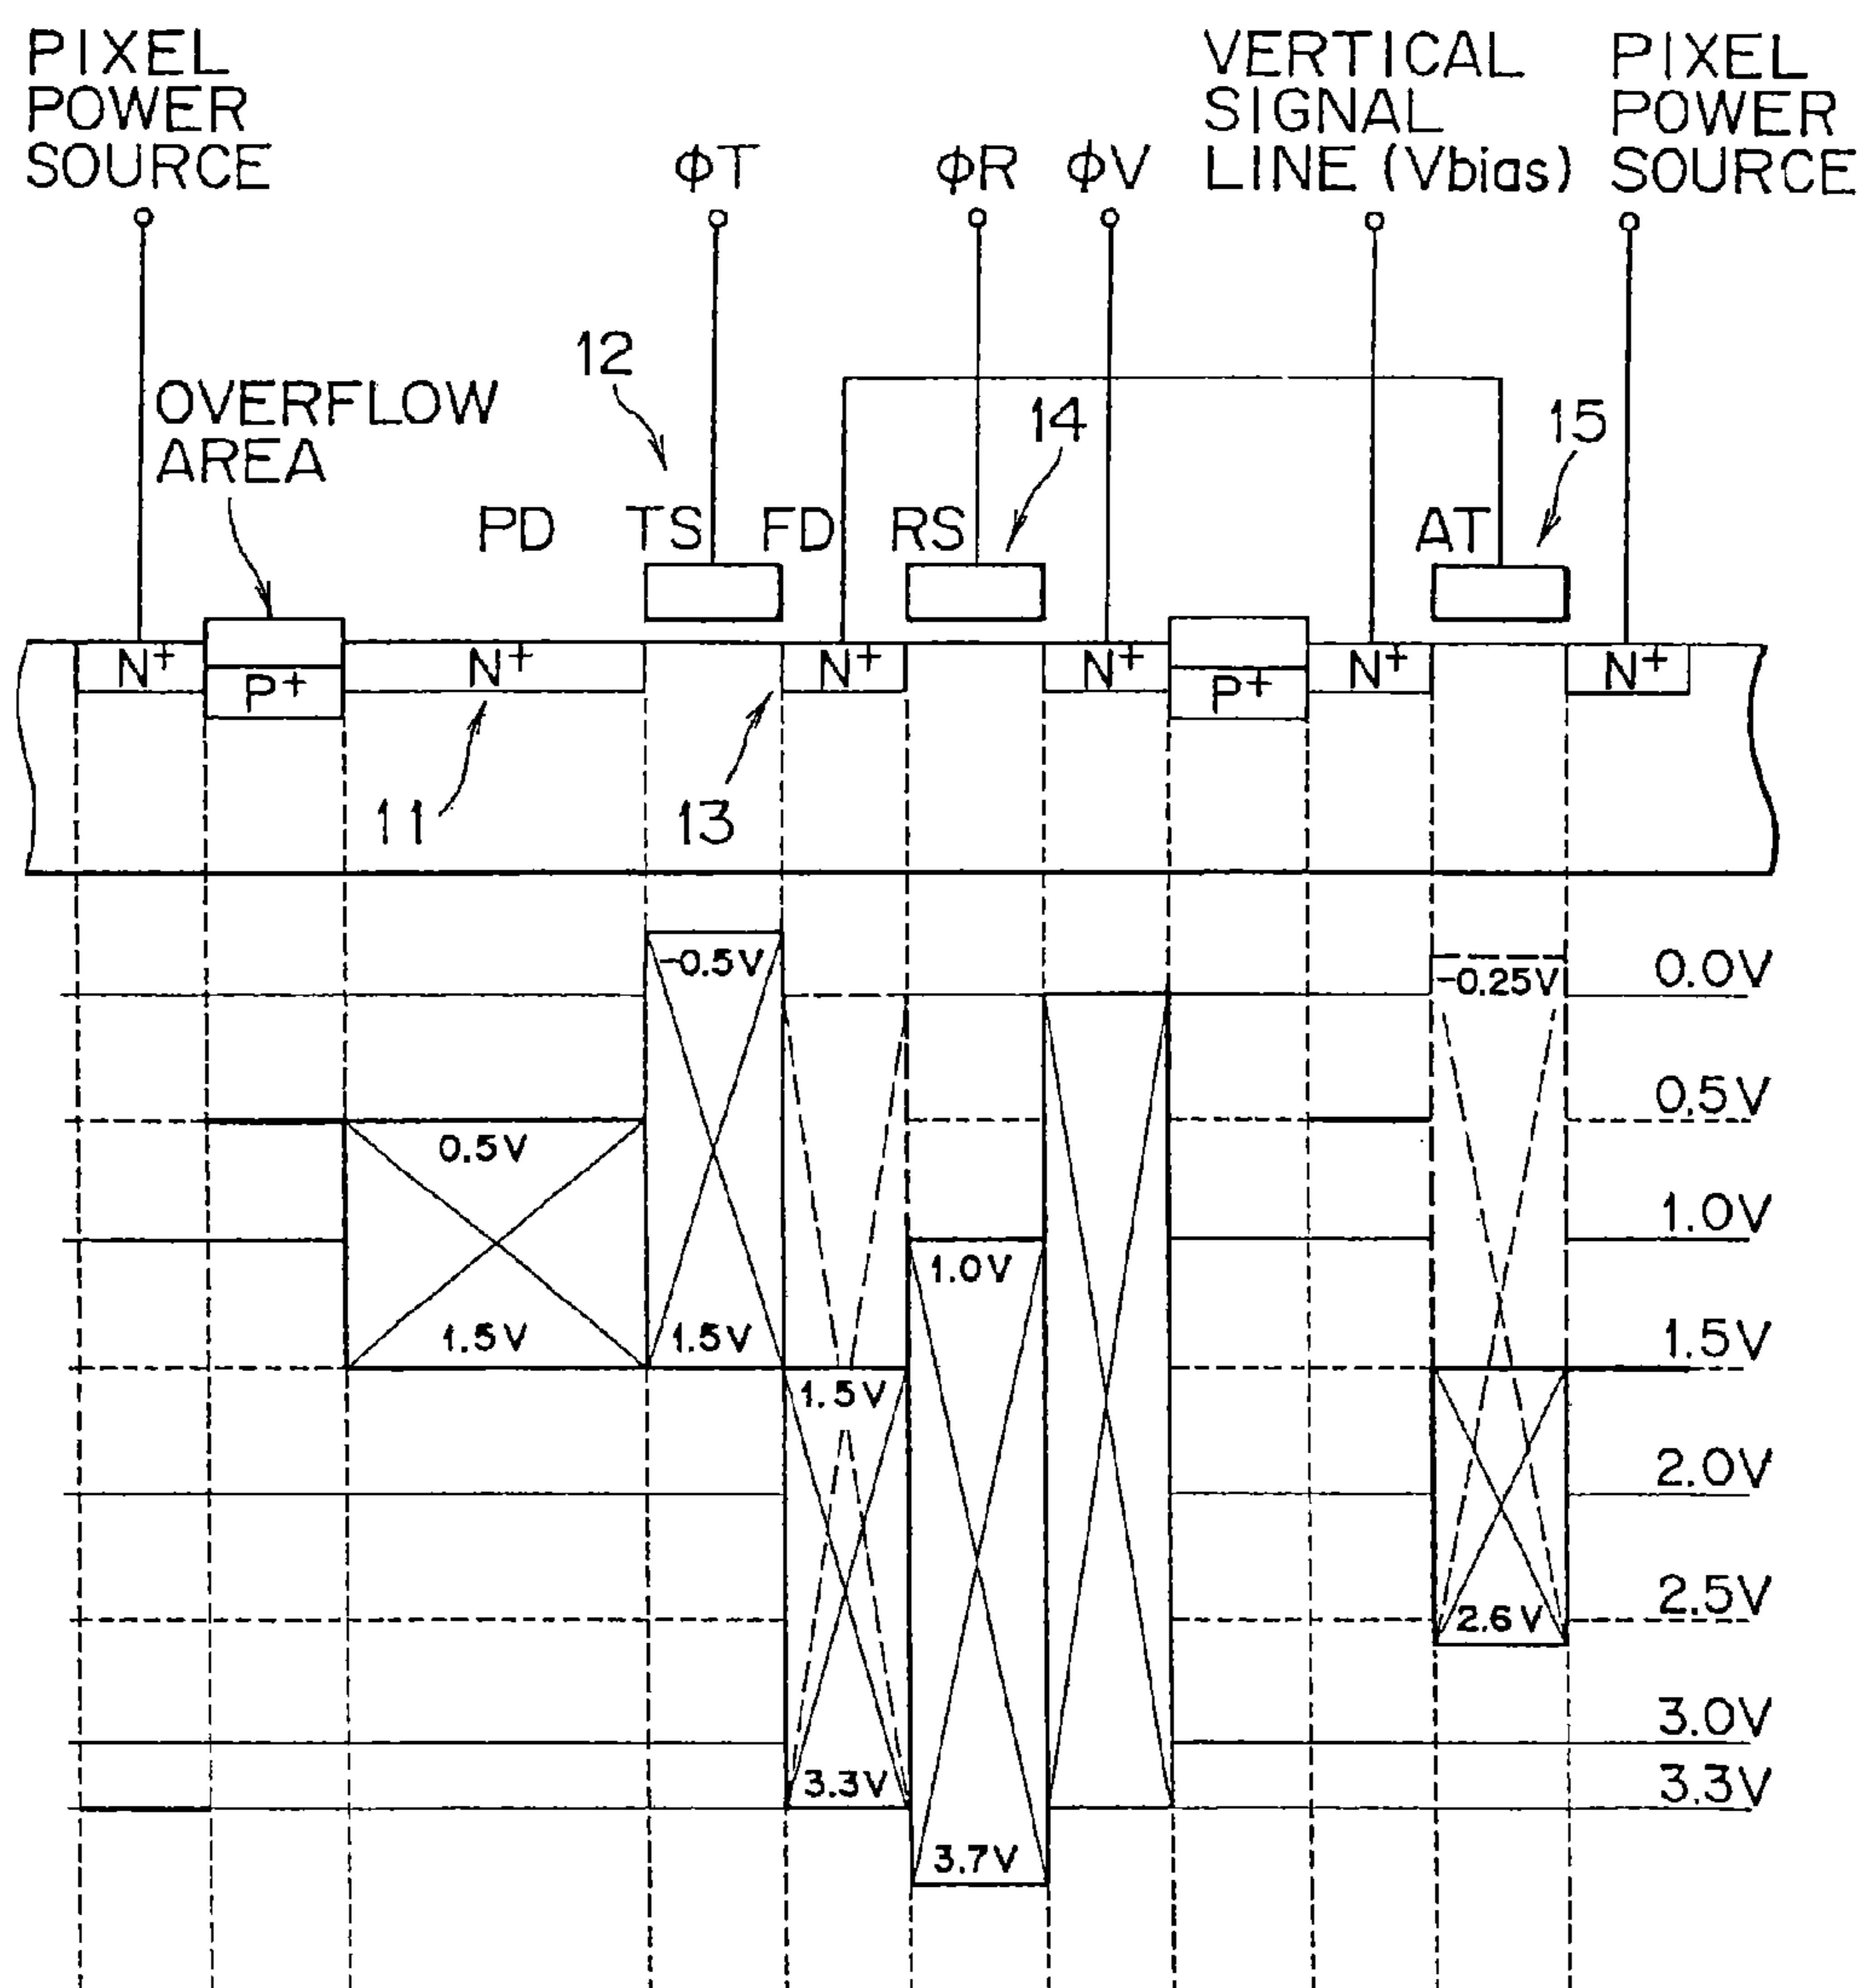 PIXEL
POWER
SOURCE
ϕT
ϕR
ϕV
VERTICAL
SIGNAL
LINE (Vbias)
PIXEL
POWER
SOURCE
12
OVERFLOW
AREA
14
15
PD
TS
FD
RS
AT
N+
P+
N+
N+
N+
P+
N+
N+
11
13
-0.5V
-0.25V
0.0V
0.5V
0.5V
1.0V
1.0V
1.5V
1.5V
1.5V
1.5V
2.0V
2.5V
2.6V
3.0V
3.3V
3.3V
3.7V